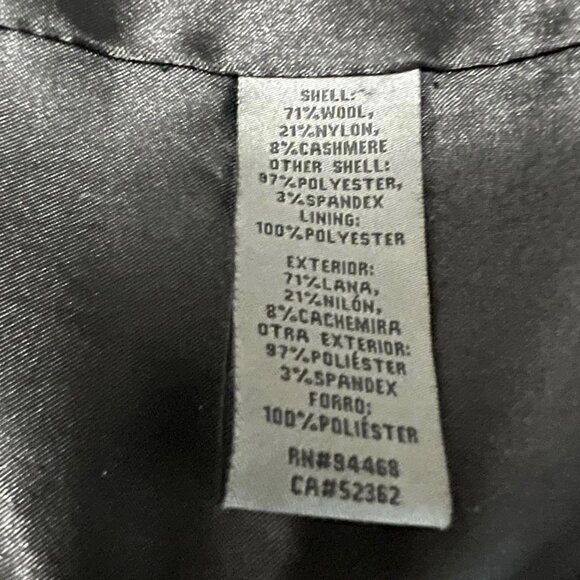 SHELL:
71%WOOL,
21%NYLON,
8%CASHMERE
OTHER SHELL:
97%POLYESTER,
3%SPANDEX
LINING:
100%POLYESTER
EXTERIOR:
71%LANA,
21%NILÓN,
8%CACHEMIRA
OTRA EXTERIOR:
97%POLIÉSTER
3%SPANDEX
FORRO:
100%POLIÉSTER
RN#94468
CA#52362